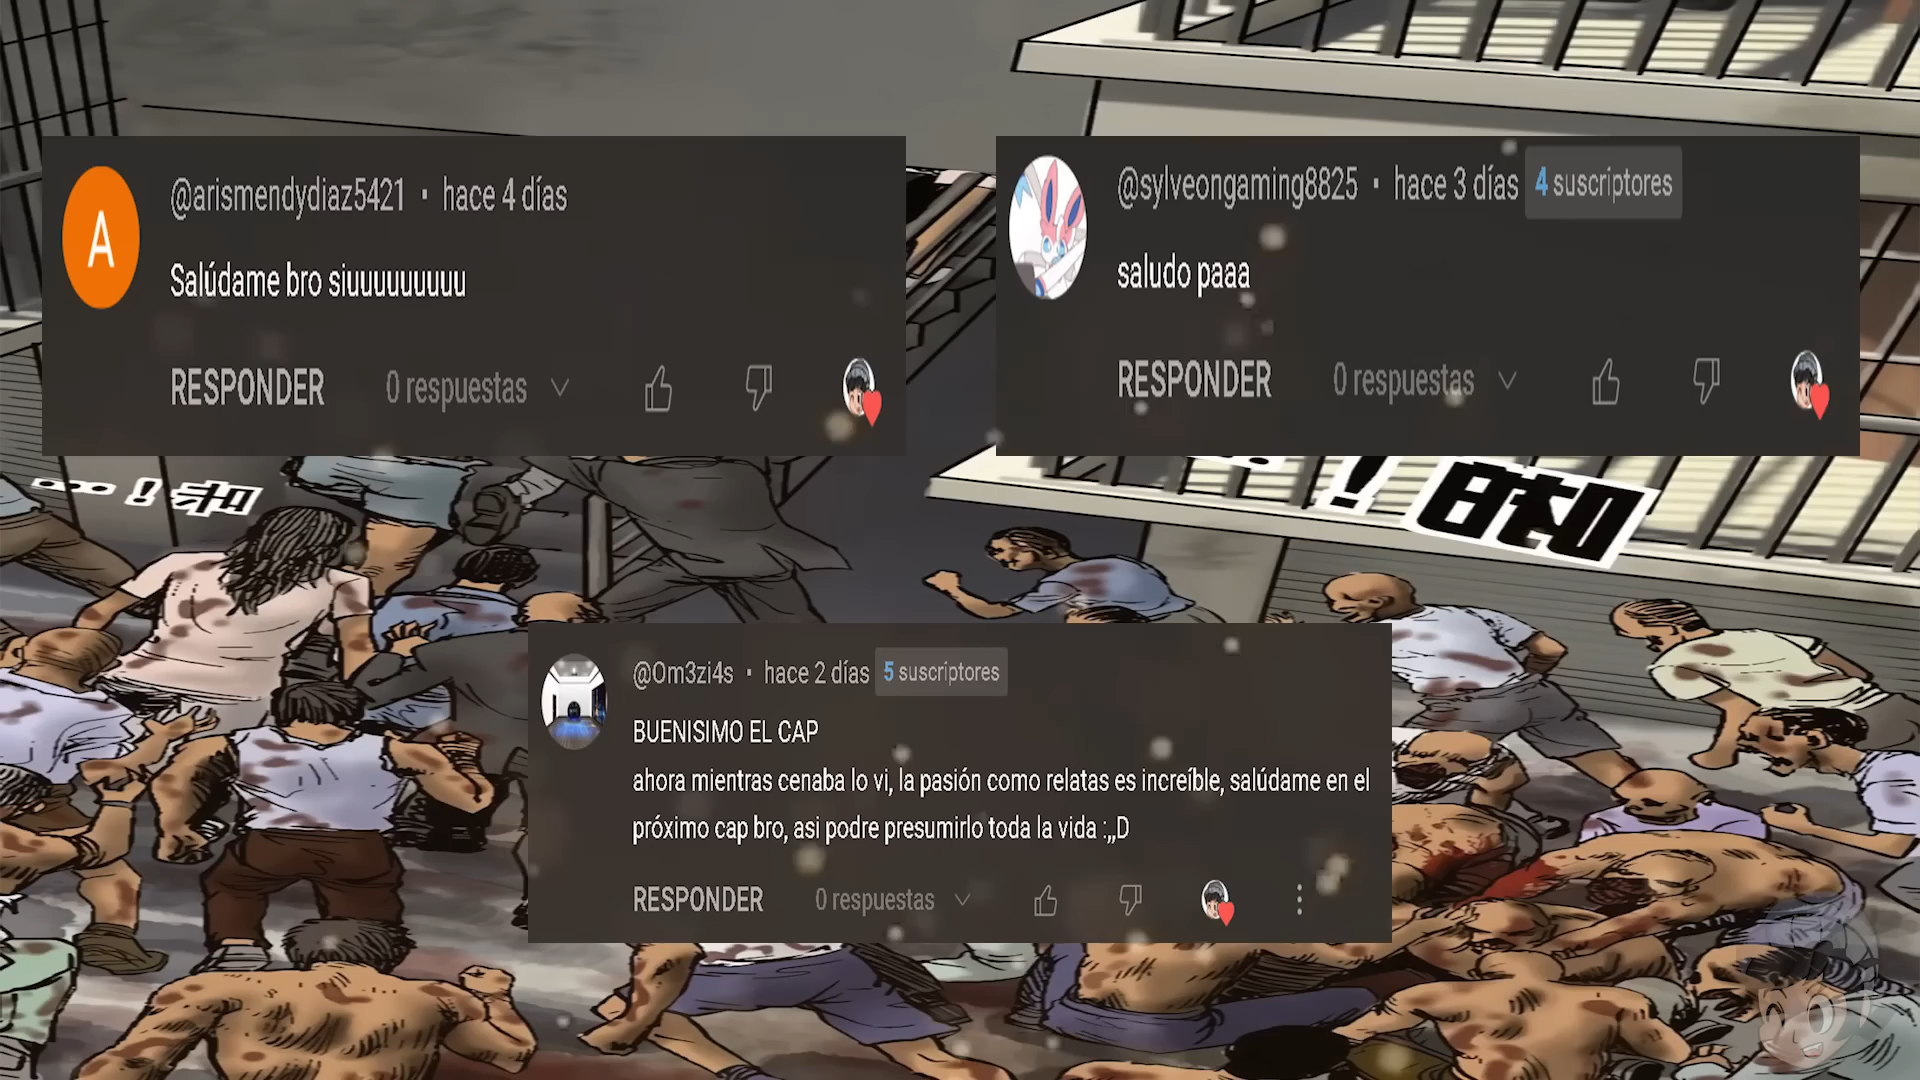 @arismendydiaz5421 · hace 4 días
Salúdame bro siuuuuuuuuu
RESPONDER 0 respuestas
@sylveongaming8825 · hace 3 días 4 suscriptores
saludo paaa
RESPONDER 0 respuestas
@Om3zi4s · hace 2 días 5 suscriptores
BUENISIMO EL CAP
ahora mientras cenaba lo vi, la pasión como relatas es increíble, salúdame en el
próximo cap bro, asi podre presumirlo toda la vida :,,D
RESPONDER 0 respuestas
A